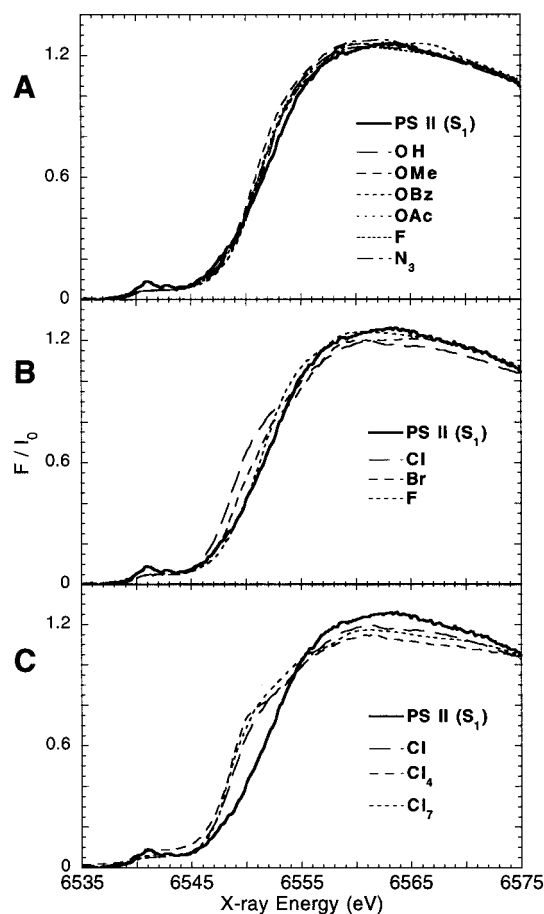 A
1.2
0.6
0
PS II (S1)
OH
OMe
OBz
OAc
F
N3
B
1.2
0.6
0
PS II (S1)
Cl
Br
F
F / I0
C
1.2
0.6
0
PS II (S1)
Cl
Cl4
Cl7
6535 6545 6555 6565 6575
X-ray Energy (eV)